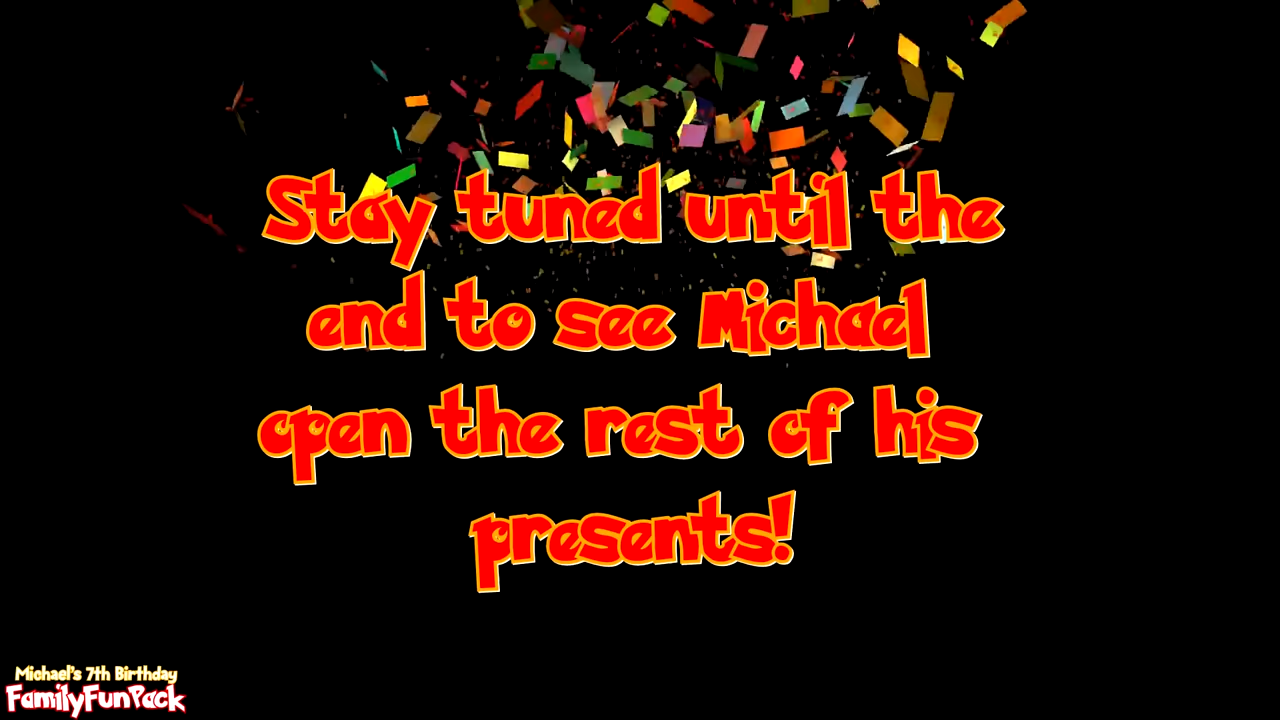 Stay tuned until the
end to see Michael
open the rest of his
presents!
Michael's 7th Birthday
FamilyFunPack